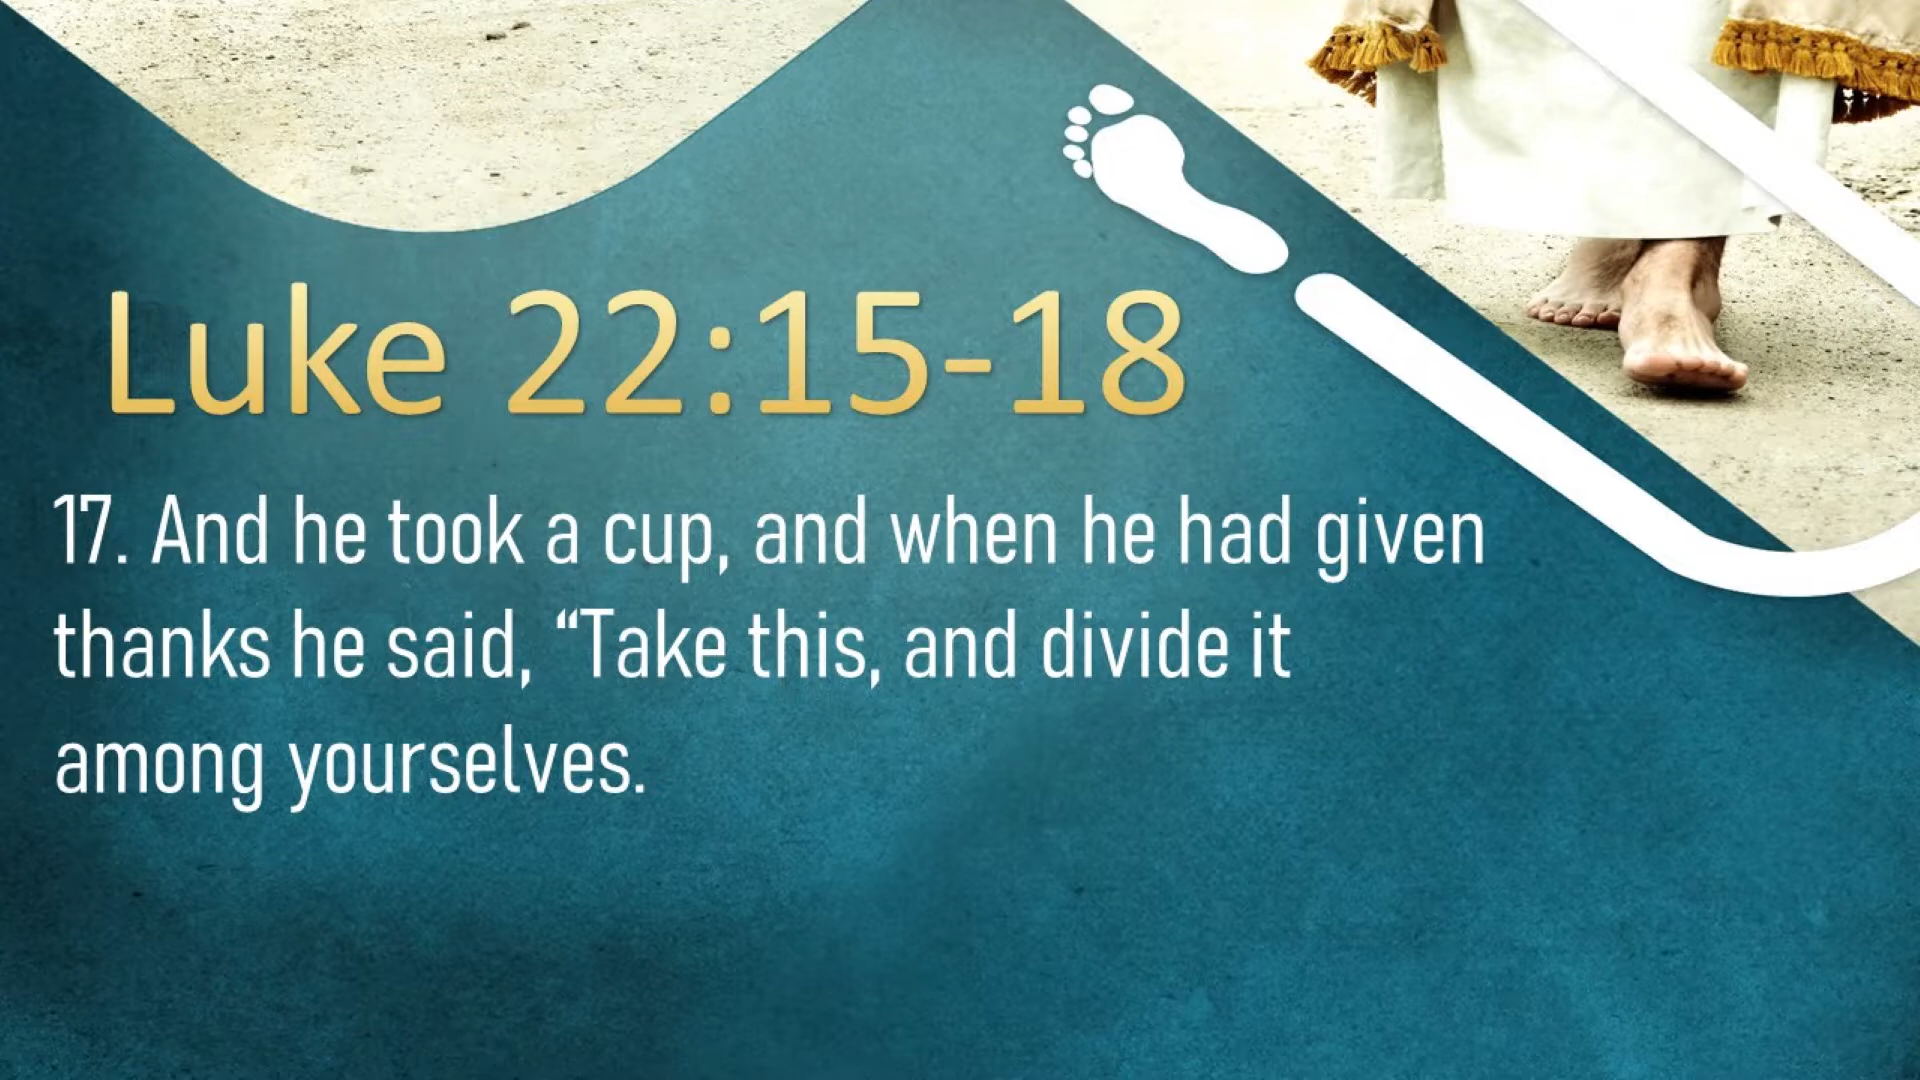 Luke 22:15-18
17. And he took a cup, and when he had given
thanks he said, “Take this, and divide it
among yourselves.